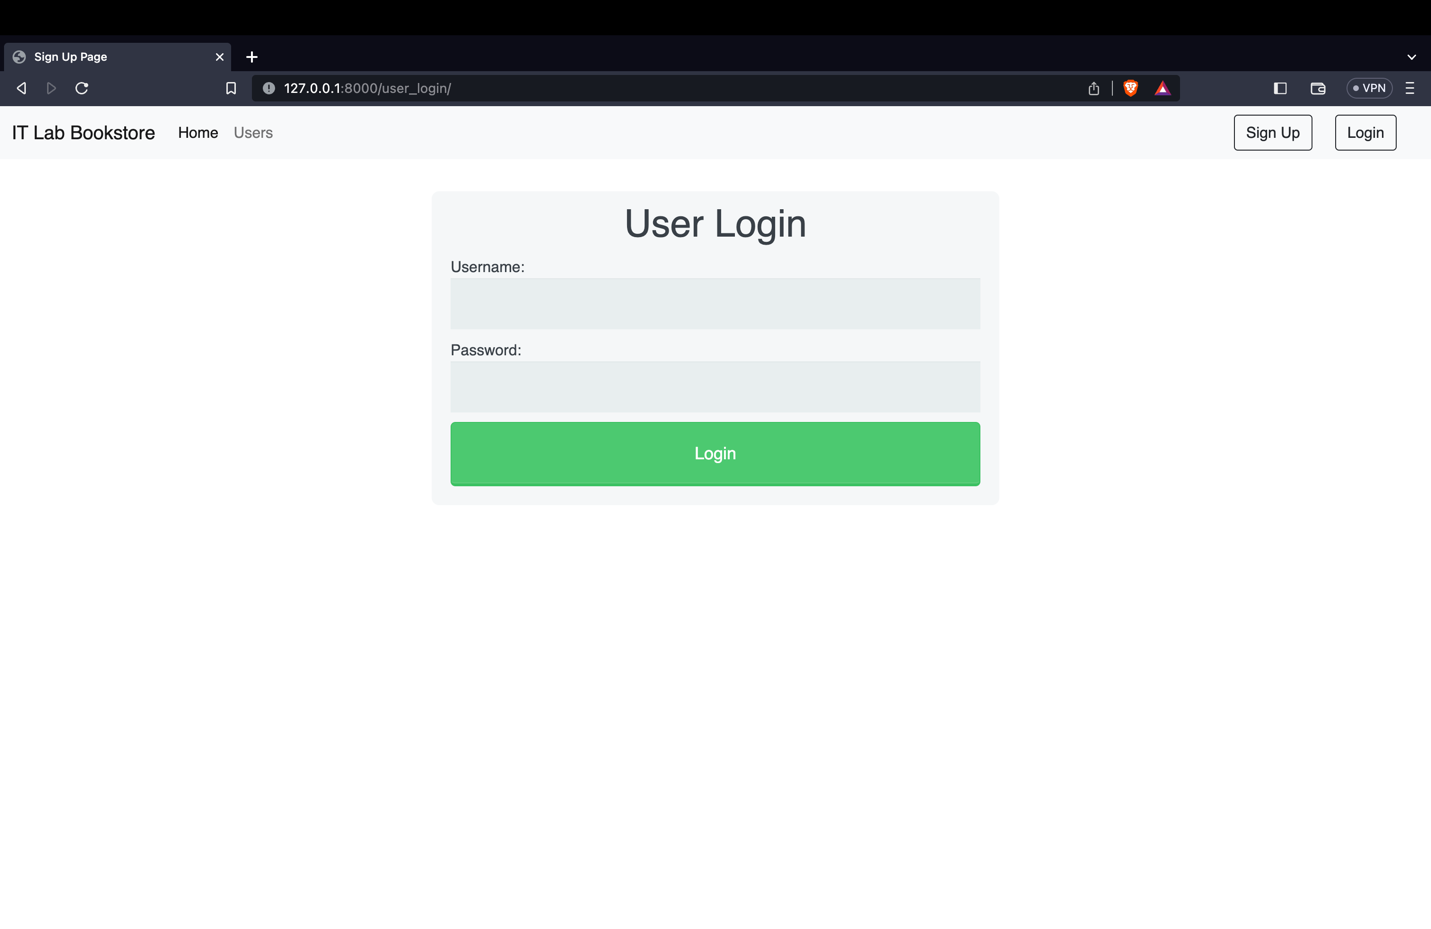 Sign Up Page
127.0.0.1:8000/user_login/
VPN
IT Lab Bookstore Home Users Sign Up Login
User Login
Username:
Password:
Login